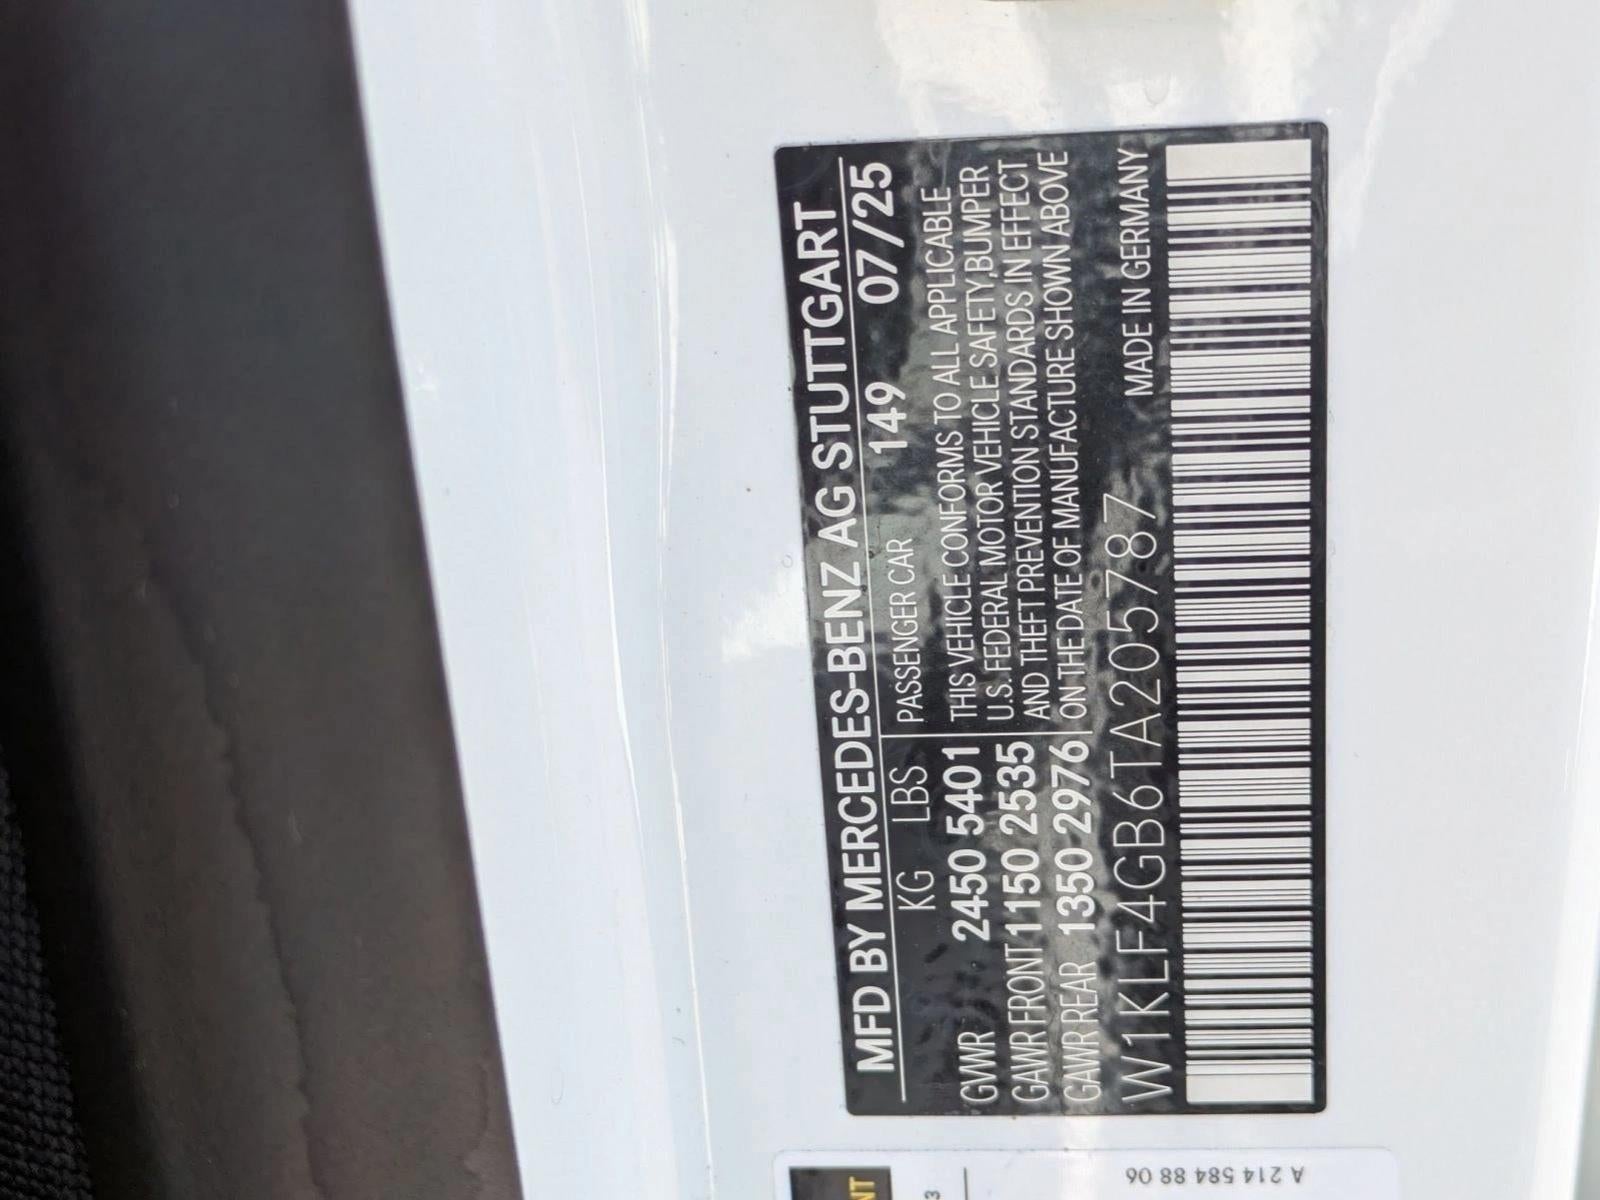 MFD BY MERCEDES-BENZ AG STUTTGART
149 07/25
KG LBS
GWR 2450 5401
GAWR FRONT 1150 2535
GAWR REAR 1350 2976
PASSENGER CAR
THIS VEHICLE CONFORMS TO ALL APPLICABLE
U.S. FEDERAL MOTOR VEHICLE SAFETY, BUMPER
AND THEFT PREVENTION STANDARDS IN EFFECT
ON THE DATE OF MANUFACTURE SHOWN ABOVE
MADE IN GERMANY
W1KLF4GB6TA205787
A 214 584 88 06